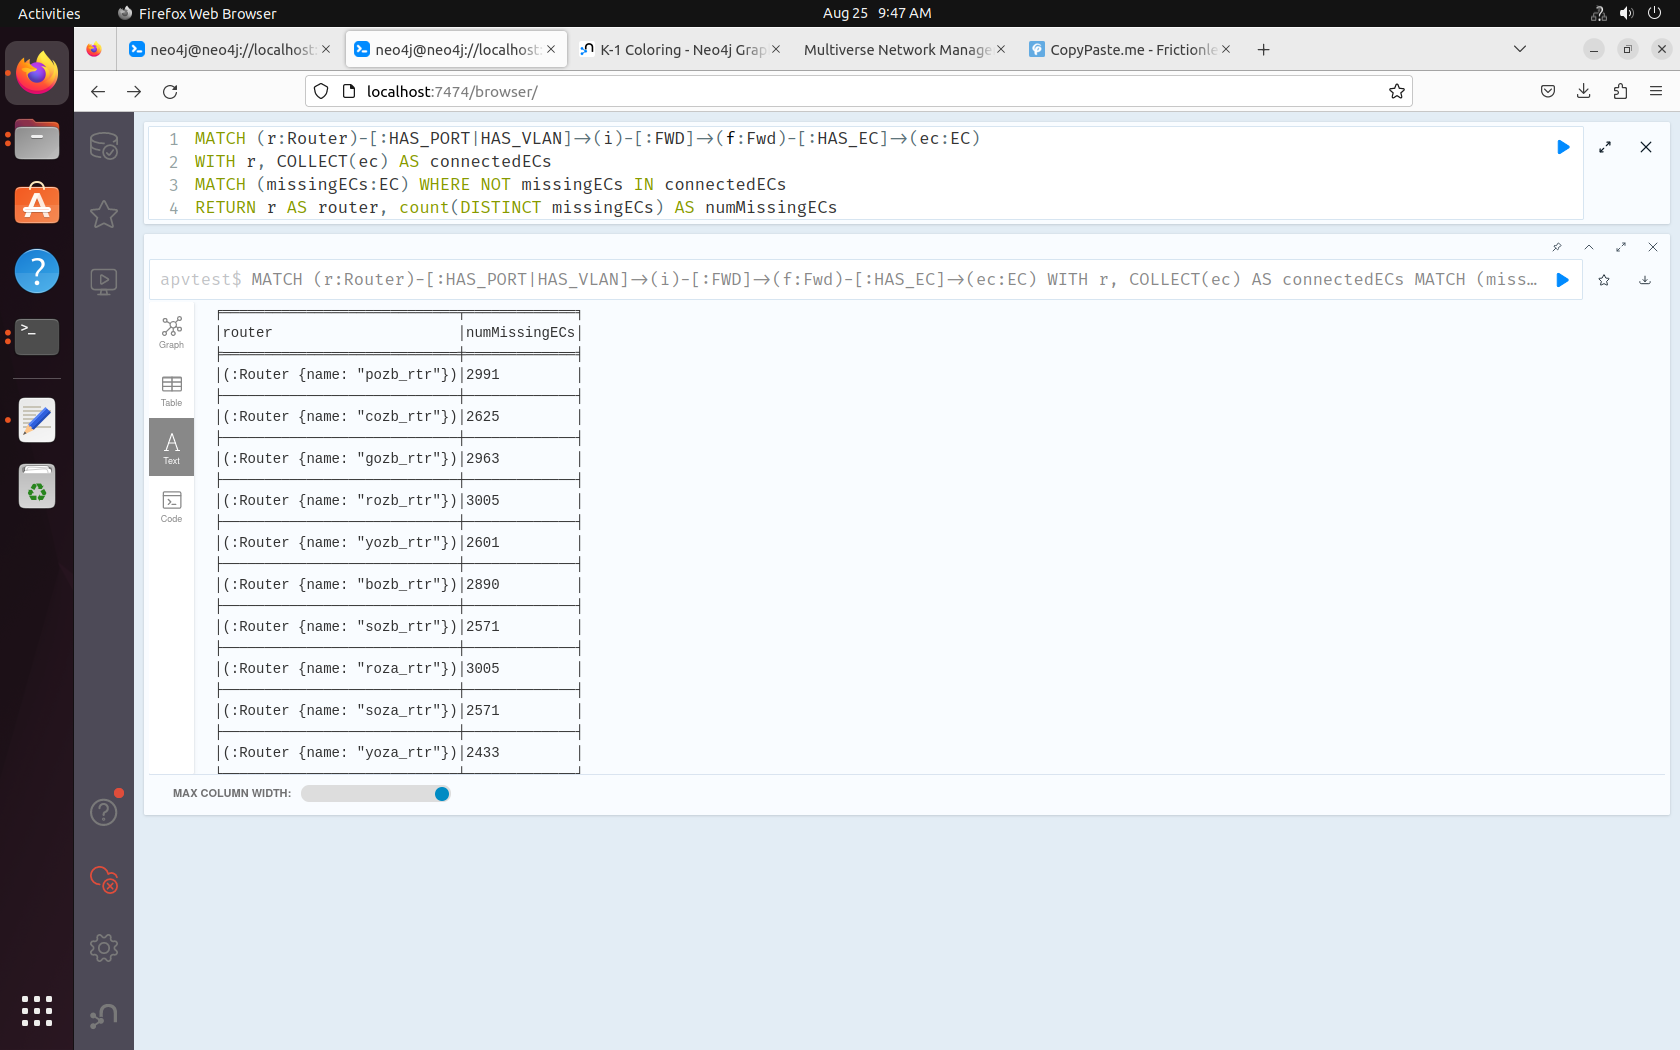 Activities
Firefox Web Browser
Aug 25 9:47 AM
neo4j@neo4j://localhost:
neo4j@neo4j://localhost:
K-1 Coloring - Neo4j Grap
Multiverse Network Manage
CopyPaste.me - Frictionle
localhost:7474/browser/
1 MATCH (r:Router)-[:HAS_PORT|HAS_VLAN]->(i)-[:FWD]->(f:Fwd)-[:HAS_EC]->(ec:EC)
2 WITH r, COLLECT(ec) AS connectedECs
3 MATCH (missingECs:EC) WHERE NOT missingECs IN connectedECs
4 RETURN r AS router, count(DISTINCT missingECs) AS numMissingECs
apvtest$ MATCH (r:Router)-[:HAS_PORT|HAS_VLAN]->(i)-[:FWD]->(f:Fwd)-[:HAS_EC]->(ec:EC) WITH r, COLLECT(ec) AS connectedECs MATCH (miss…
Graph
Table
Text
Code
router numMissingECs
(:Router {name: "pozb_rtr"}) 2991
(:Router {name: "cozb_rtr"}) 2625
(:Router {name: "gozb_rtr"}) 2963
(:Router {name: "rozb_rtr"}) 3005
(:Router {name: "yozb_rtr"}) 2601
(:Router {name: "bozb_rtr"}) 2890
(:Router {name: "sozb_rtr"}) 2571
(:Router {name: "roza_rtr"}) 3005
(:Router {name: "soza_rtr"}) 2571
(:Router {name: "yoza_rtr"}) 2433
MAX COLUMN WIDTH: